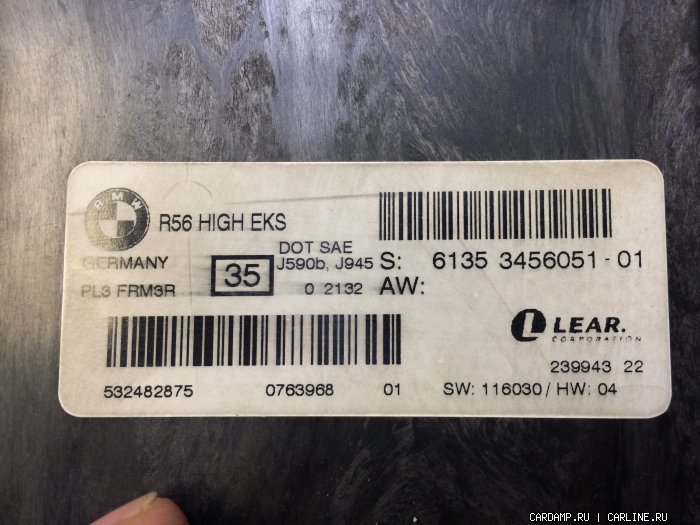 BMW
R56 HIGH EKS
GERMANY
PL3 FRM3R
35
DOT SAE
J590b, J945
0 2132
S: 6135 3456051-01
AW:
L LEAR.
CORPORATION
239943 22
532482875 0763968 01
SW: 116030 / HW: 04
CARDAMP.RU | CARLINE.RU